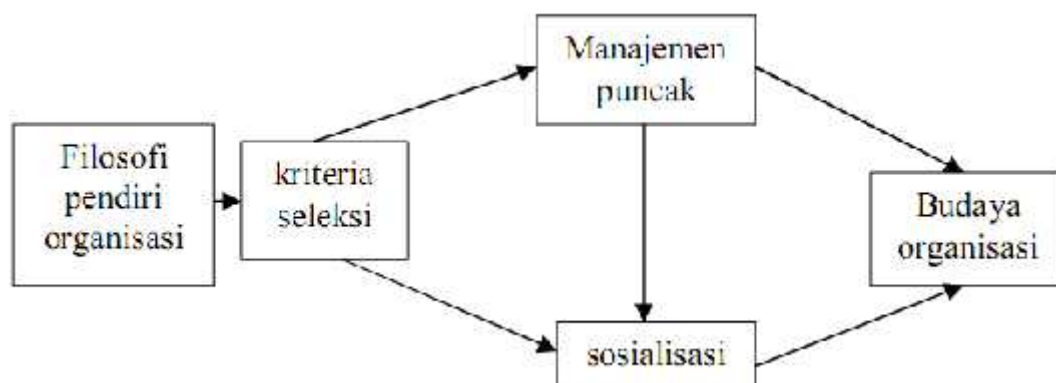 Filosofi
pendiri
organisasi
kriteria
seleksi
Manajemen
puncak
sosialisasi
Budaya
organisasi